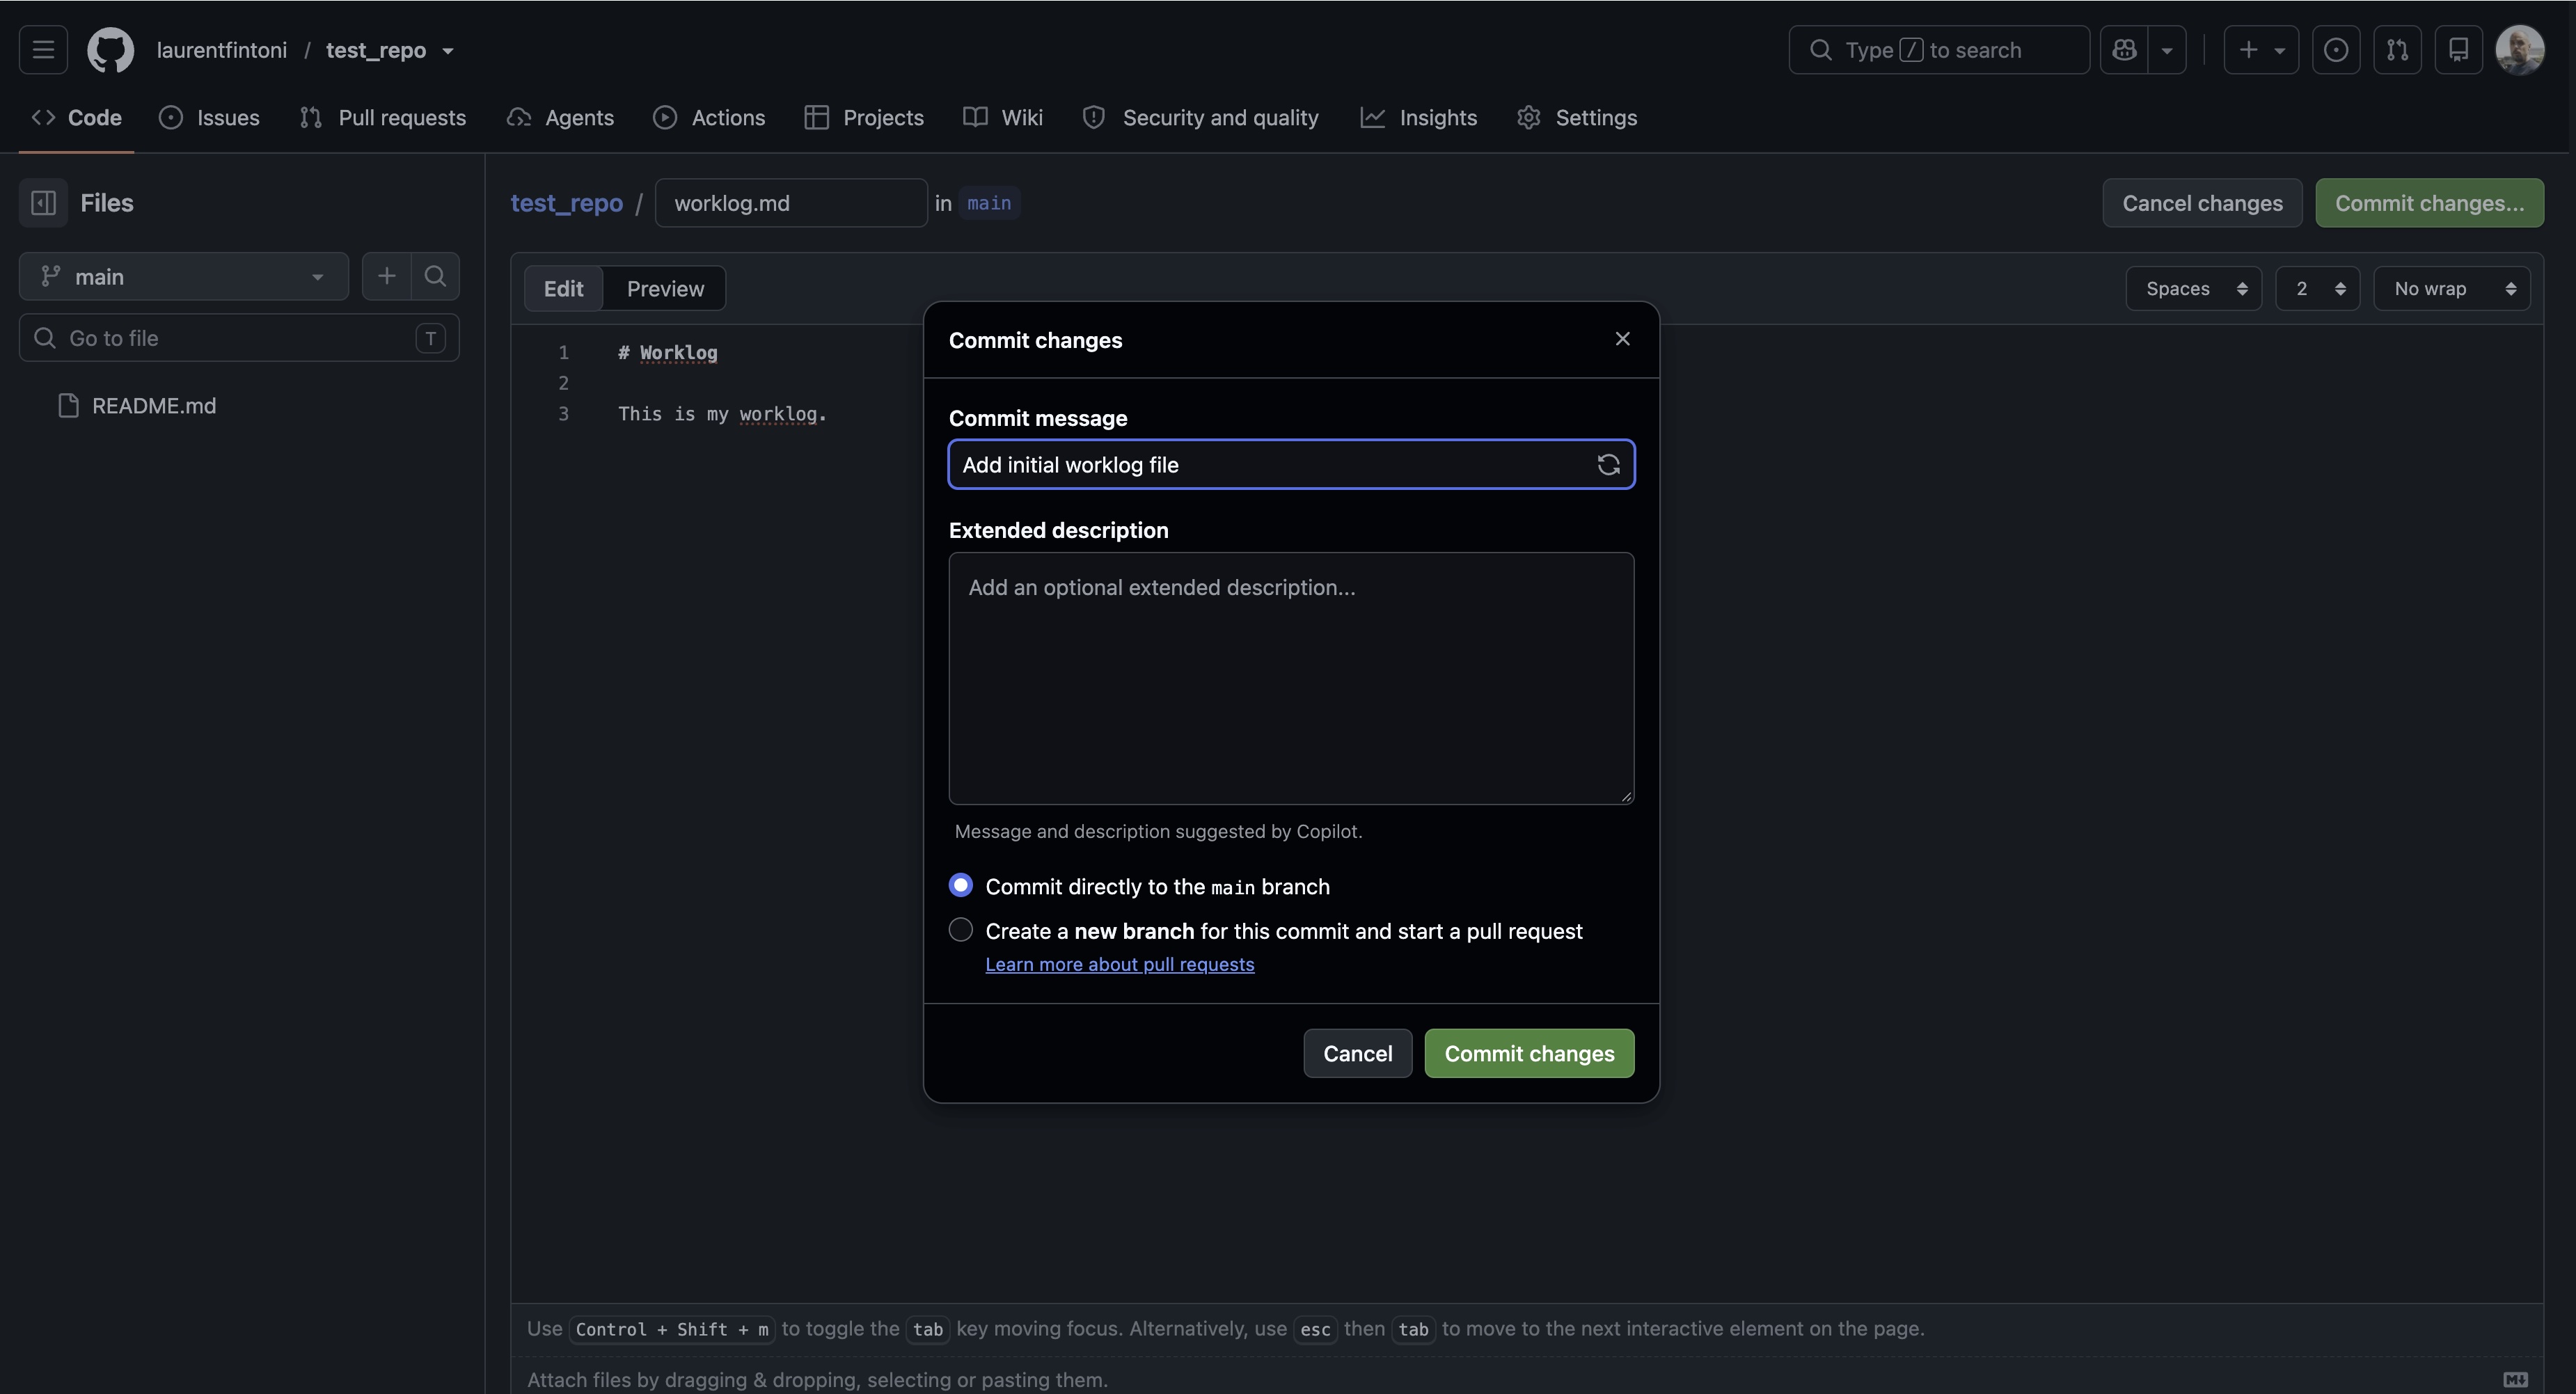 laurentfintoni / test_repo
Type / to search
Code Issues Pull requests Agents Actions Projects Wiki Security and quality Insights Settings
Files
test_repo / worklog.md in main
Cancel changes Commit changes...
main
Go to file T
README.md
Edit Preview
Spaces 2 No wrap
1 # Worklog
2
3 This is my worklog.
Commit changes
Commit message
Add initial worklog file
Extended description
Add an optional extended description...
Message and description suggested by Copilot.
Commit directly to the main branch
Create a new branch for this commit and start a pull request
Learn more about pull requests
Cancel Commit changes
Use Control + Shift + m to toggle the tab key moving focus. Alternatively, use esc then tab to move to the next interactive element on the page.
Attach files by dragging & dropping, selecting or pasting them.